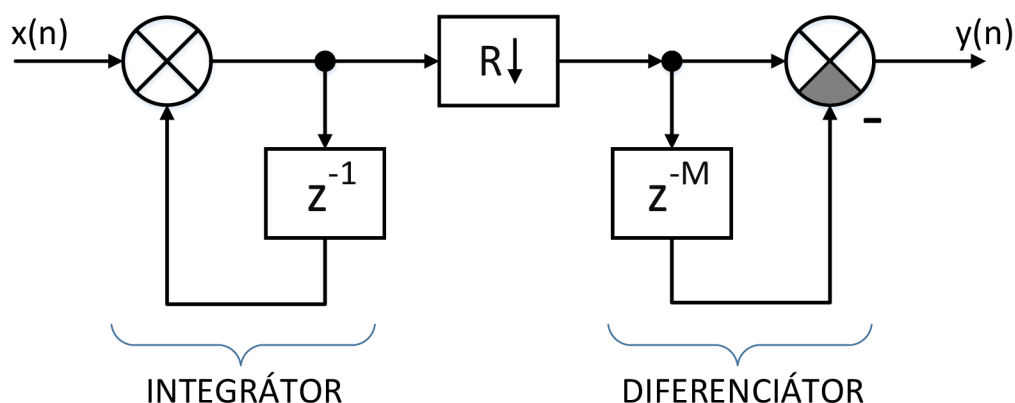 x(n)
R↓
y(n)
-
z⁻¹
z⁻ᴹ
INTEGRÁTOR
DIFERENCIÁTOR